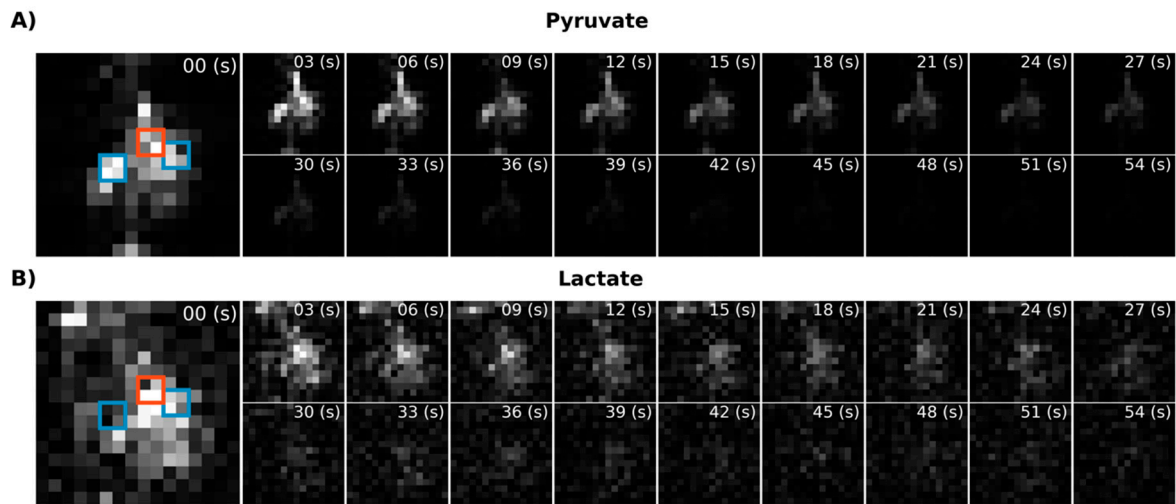 A) Pyruvate
00 (s) 03 (s) 06 (s) 09 (s) 12 (s) 15 (s) 18 (s) 21 (s) 24 (s) 27 (s)
30 (s) 33 (s) 36 (s) 39 (s) 42 (s) 45 (s) 48 (s) 51 (s) 54 (s)
B) Lactate
00 (s) 03 (s) 06 (s) 09 (s) 12 (s) 15 (s) 18 (s) 21 (s) 24 (s) 27 (s)
30 (s) 33 (s) 36 (s) 39 (s) 42 (s) 45 (s) 48 (s) 51 (s) 54 (s)